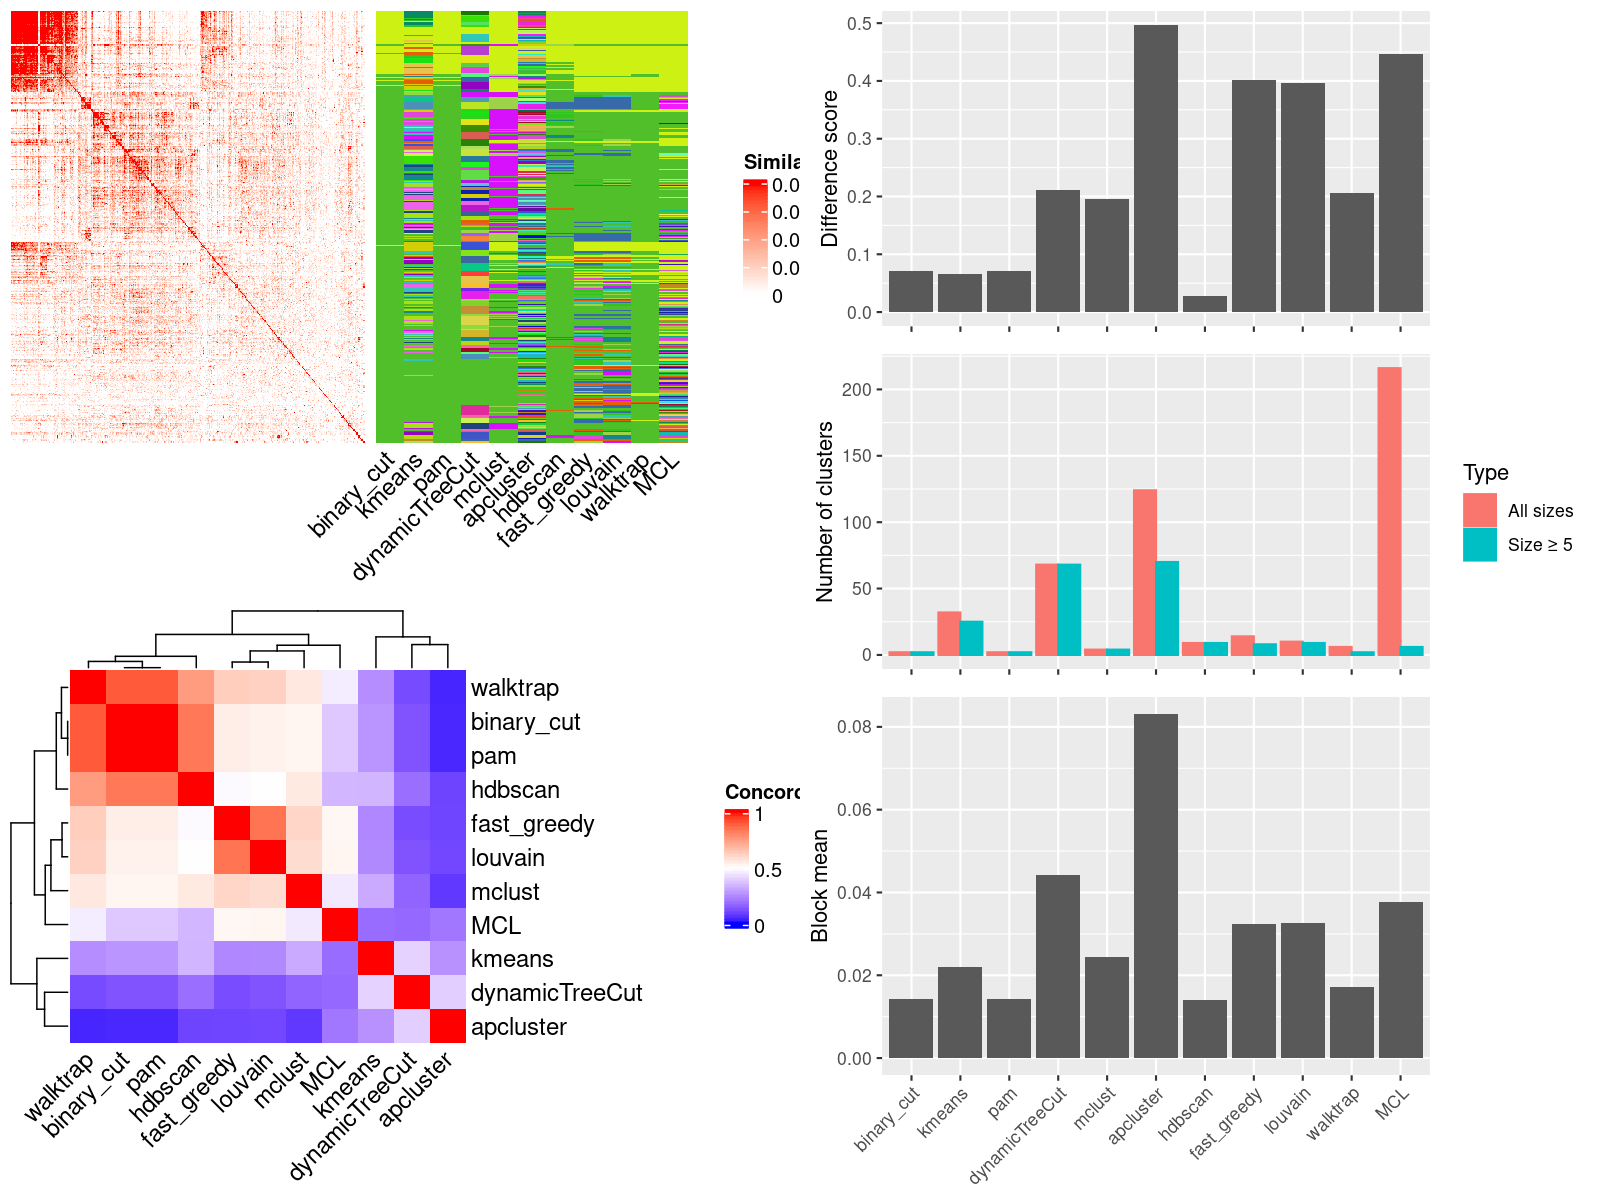 Simila
0.0
0.0
0.0
0.0
0
binary_cut
kmeans
pam
dynamicTreeCut
mclust
apcluster
hdbscan
fast_greedy
louvain
walktrap
MCL
walktrap
binary_cut
pam
hdbscan
fast_greedy
louvain
mclust
MCL
kmeans
dynamicTreeCut
apcluster
walktrap
binary_cut
pam
hdbscan
fast_greedy
louvain
mclust
MCL
kmeans
dynamicTreeCut
apcluster
Concord
1
0.5
0
Difference score
0.5
0.4
0.3
0.2
0.1
0.0
Number of clusters
200
150
100
50
0
Type
All sizes
Size ≥ 5
Block mean
0.08
0.06
0.04
0.02
0.00
binary_cut
kmeans
pam
dynamicTreeCut
mclust
apcluster
hdbscan
fast_greedy
louvain
walktrap
MCL